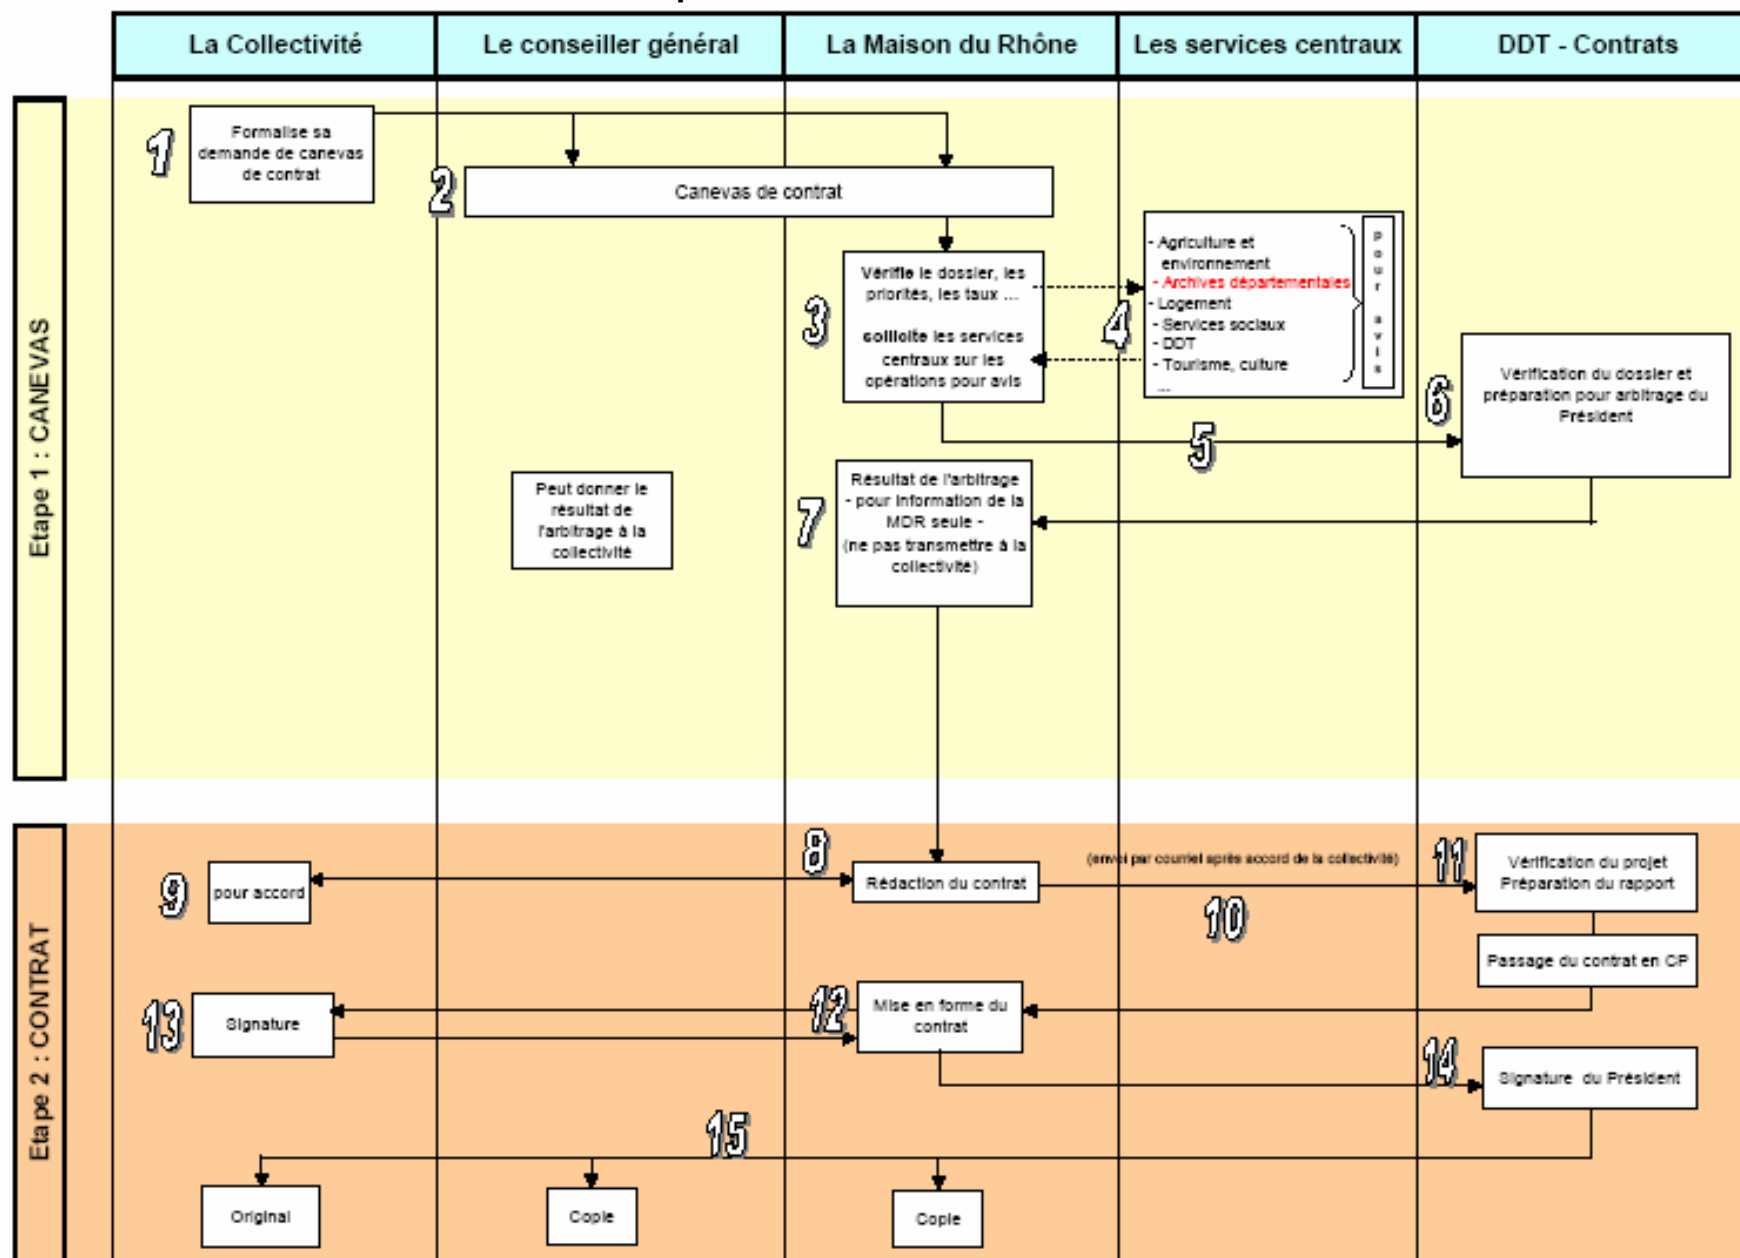 La Collectivité
Le conseiller général
La Maison du Rhône
Les services centraux
DDT - Contrats
Etape 1 : CANEVAS
1
Formalise sa
demande de canevas
de contrat
2
Canevas de contrat
3
Vérifie le dossier, les
priorités, les taux ...
sollicite les services
centraux sur les
opérations pour avis
4
- Agriculture et
environnement
- Archives départementales
- Logement
- Services sociaux
- DDT
- Tourisme, culture
...
pour avis
5
6
Vérification du dossier et
préparation pour arbitrage du
Président
Peut donner le
résultat de
l'arbitrage à la
collectivité
7
Résultat de l'arbitrage
- pour information de la
MDR seule -
(ne pas transmettre à la
collectivité)
Etape 2 : CONTRAT
8
Rédaction du contrat
9
pour accord
(envoi par courriel après accord de la collectivité)
10
11
Vérification du projet
Préparation du rapport
Passage du contrat en CP
12
Mise en forme du
contrat
13
Signature
14
Signature du Président
15
Original
Copie
Copie